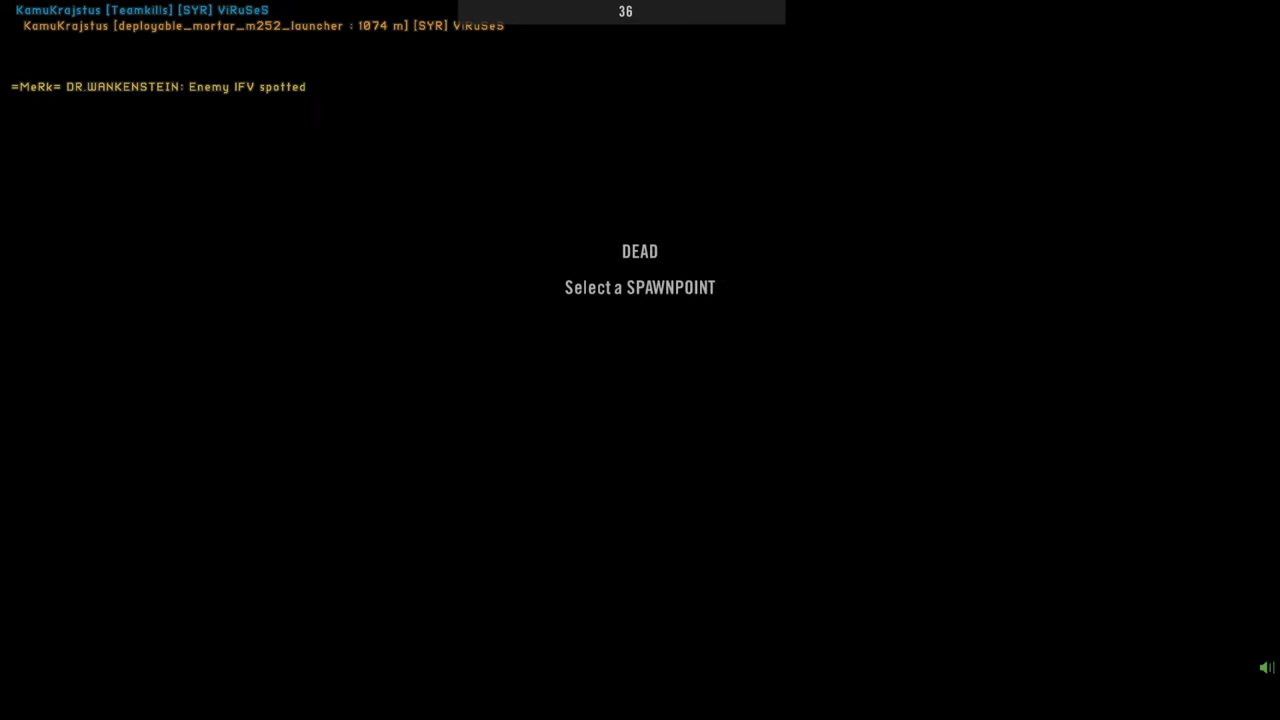 KamuKrajstus [Teamkills] [SYR] ViRuSeS
36
KamuKrajstus [deployable_mortar_m252_launcher : 1074 m] [SYR] ViRuSeS
=MeRk= DR.WANKENSTEIN: Enemy IFV spotted
DEAD
Select a SPAWNPOINT